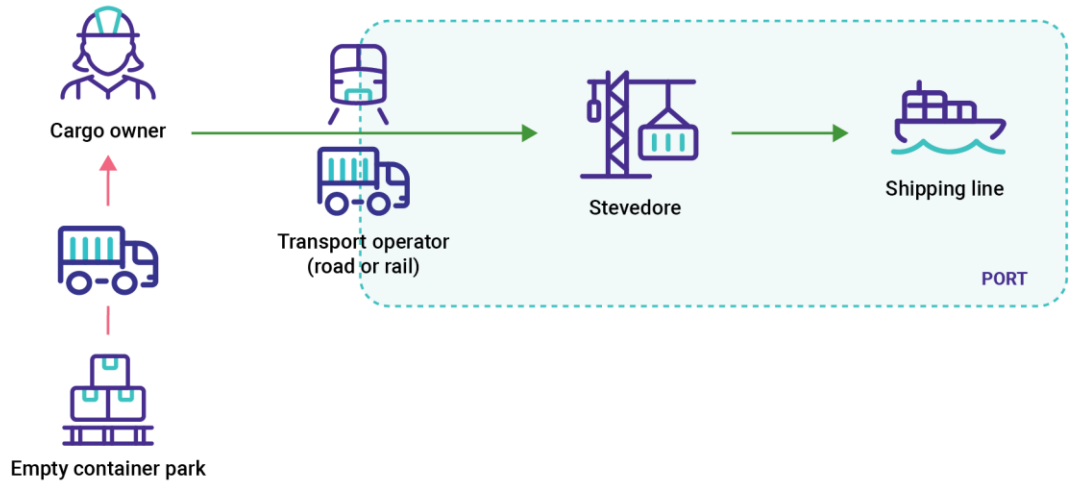 Cargo owner
Transport operator
(road or rail)
Stevedore
Shipping line
PORT
Empty container park